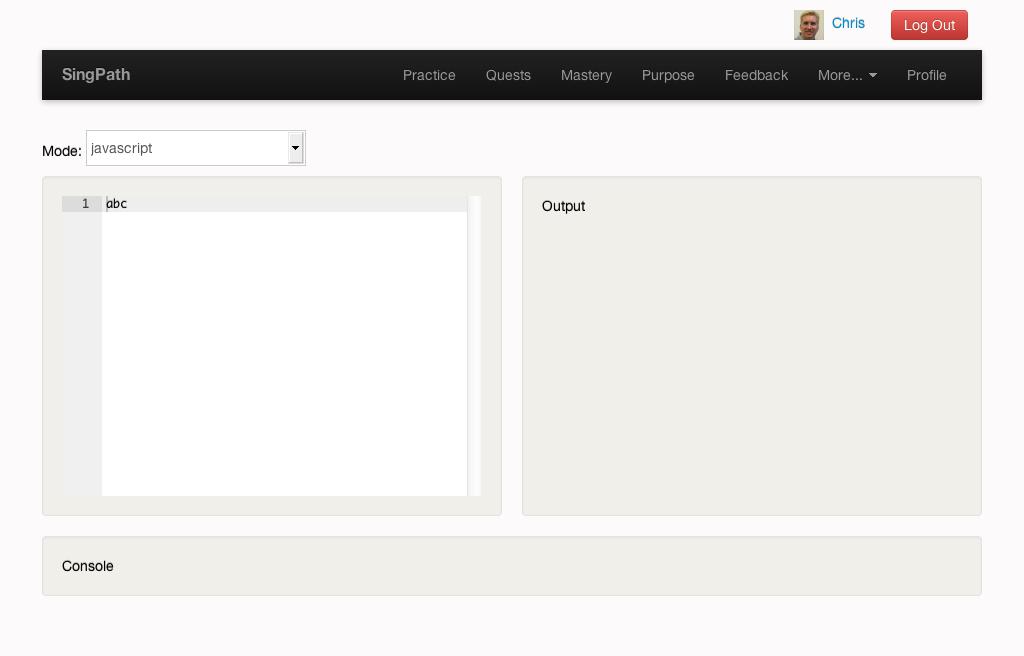 Chris Log Out
SingPath Practice Quests Mastery Purpose Feedback More... Profile
Mode: javascript
1 abc
Output
Console